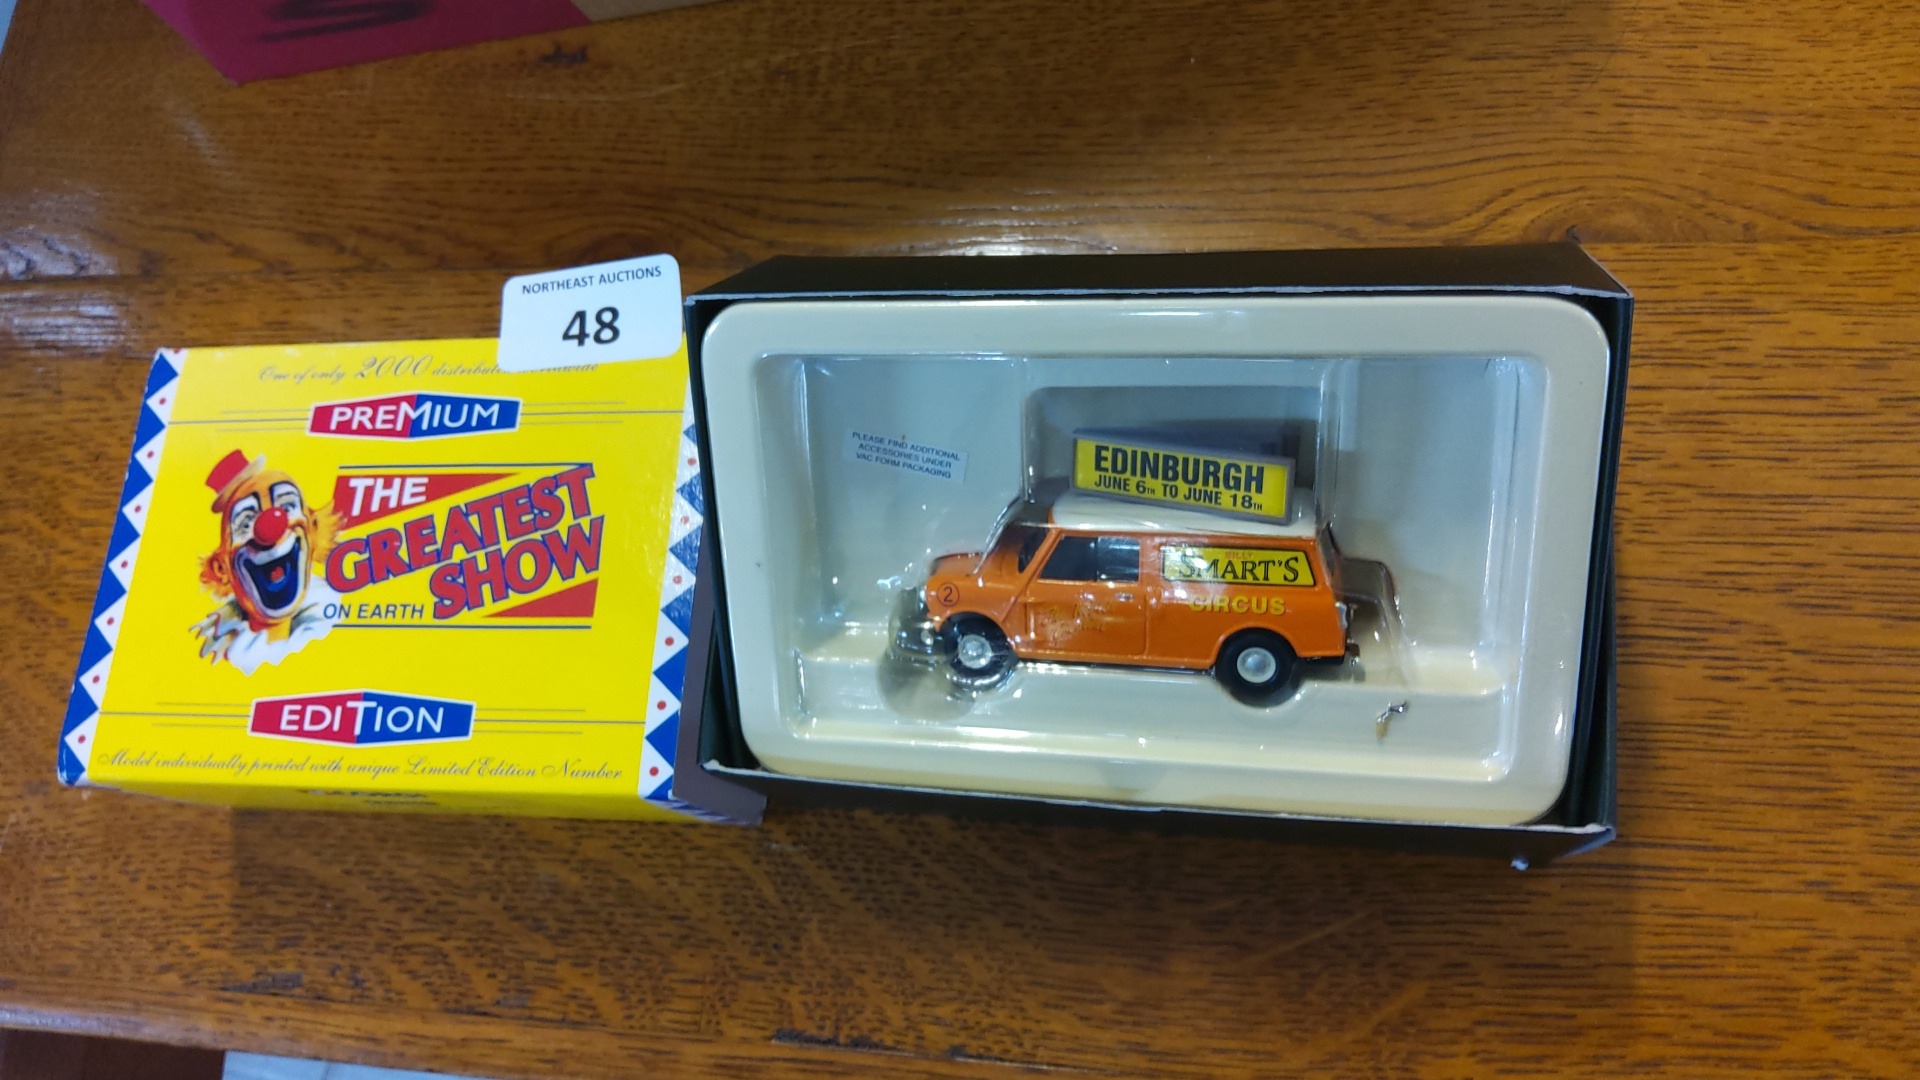 NORTHEAST AUCTIONS
48
One of only 2000 distributed worldwide
PREMIUM
THE
GREATEST
SHOW
ON EARTH
EDITION
Model individually printed with unique Limited Edition Number
PLEASE FIND ADDITIONAL
ACCESSORIES UNDER
VAC FORM PACKAGING
EDINBURGH
JUNE 6TH TO JUNE 18TH
BILLY
SMART'S
CIRCUS
2